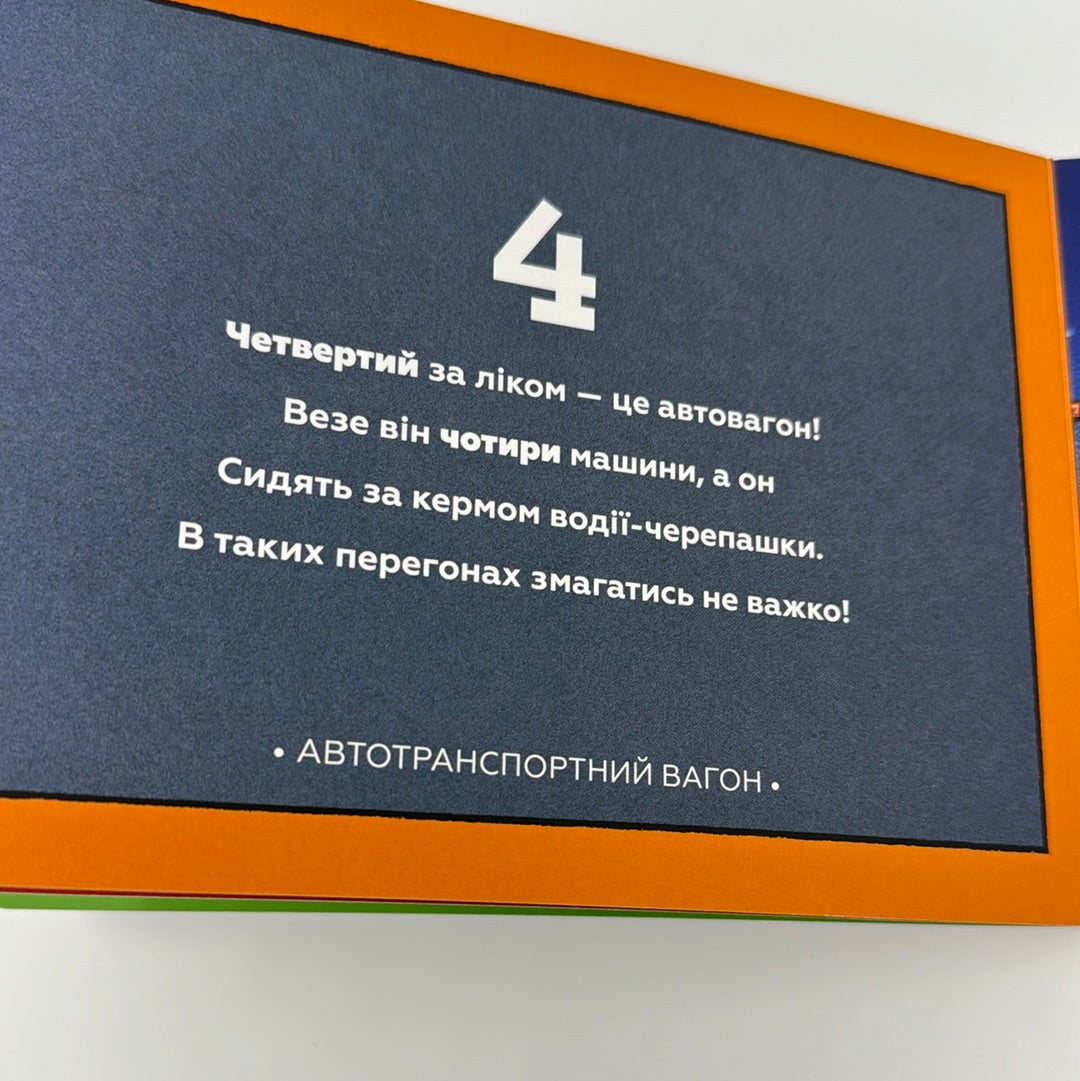 4
Четвертий за ліком — це автовагон!
Везе він чотири машини, а он
Сидять за кермом водії-черепашки.
В таких перегонах змагатись не важко!
• АВТОТРАНСПОРТНИЙ ВАГОН •